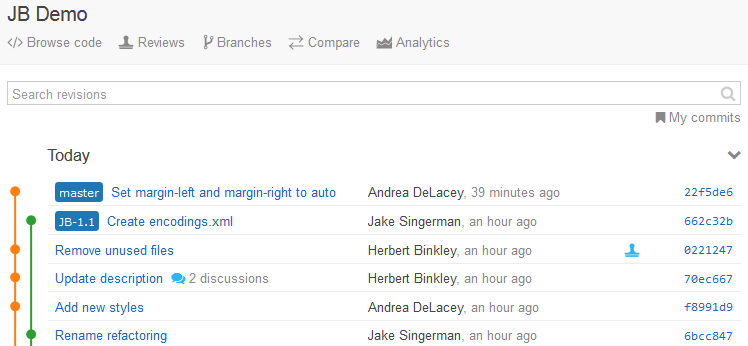 JB Demo
</> Browse code Reviews Branches Compare Analytics
Search revisions
My commits
Today
master Set margin-left and margin-right to auto Andrea DeLacey, 39 minutes ago 22f5de6
JB-1.1 Create encodings.xml Jake Singerman, an hour ago 662c32b
Remove unused files Herbert Binkley, an hour ago 0221247
Update description 2 discussions Herbert Binkley, an hour ago 70ec667
Add new styles Andrea DeLacey, an hour ago f8991d9
Rename refactoring Jake Singerman, an hour ago 6bcc847